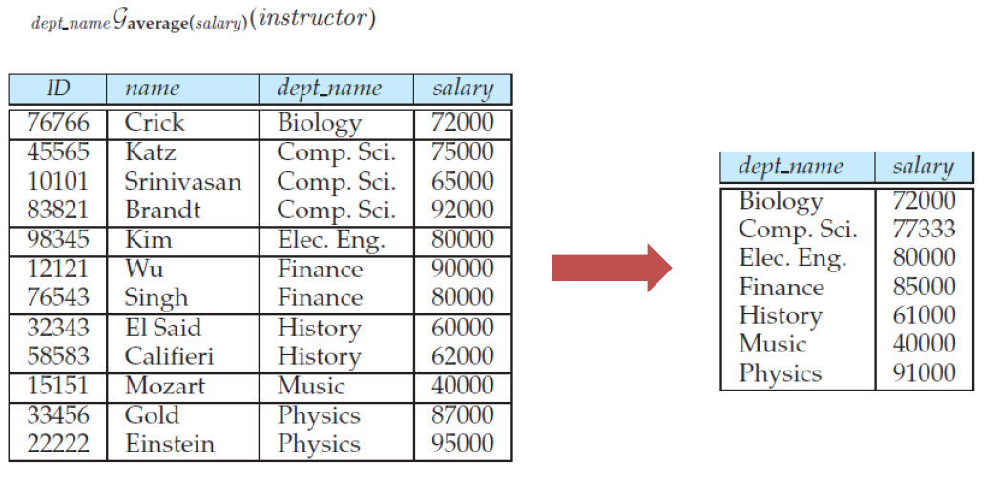 dept_name G average(salary) (instructor)
ID name dept_name salary
76766 Crick Biology 72000
45565 Katz Comp. Sci. 75000
10101 Srinivasan Comp. Sci. 65000
83821 Brandt Comp. Sci. 92000
98345 Kim Elec. Eng. 80000
12121 Wu Finance 90000
76543 Singh Finance 80000
32343 El Said History 60000
58583 Califieri History 62000
15151 Mozart Music 40000
33456 Gold Physics 87000
22222 Einstein Physics 95000
dept_name salary
Biology 72000
Comp. Sci. 77333
Elec. Eng. 80000
Finance 85000
History 61000
Music 40000
Physics 91000